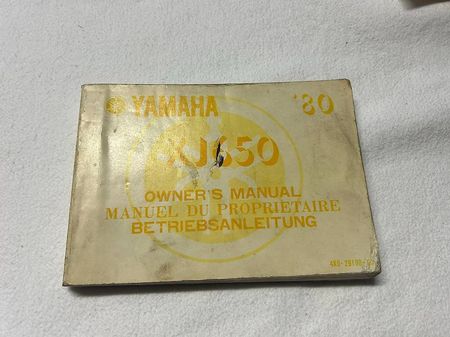 YAMAHA '80
XJ650
OWNER'S MANUAL
MANUEL DU PROPRIETAIRE
BETRIEBSANLEITUNG